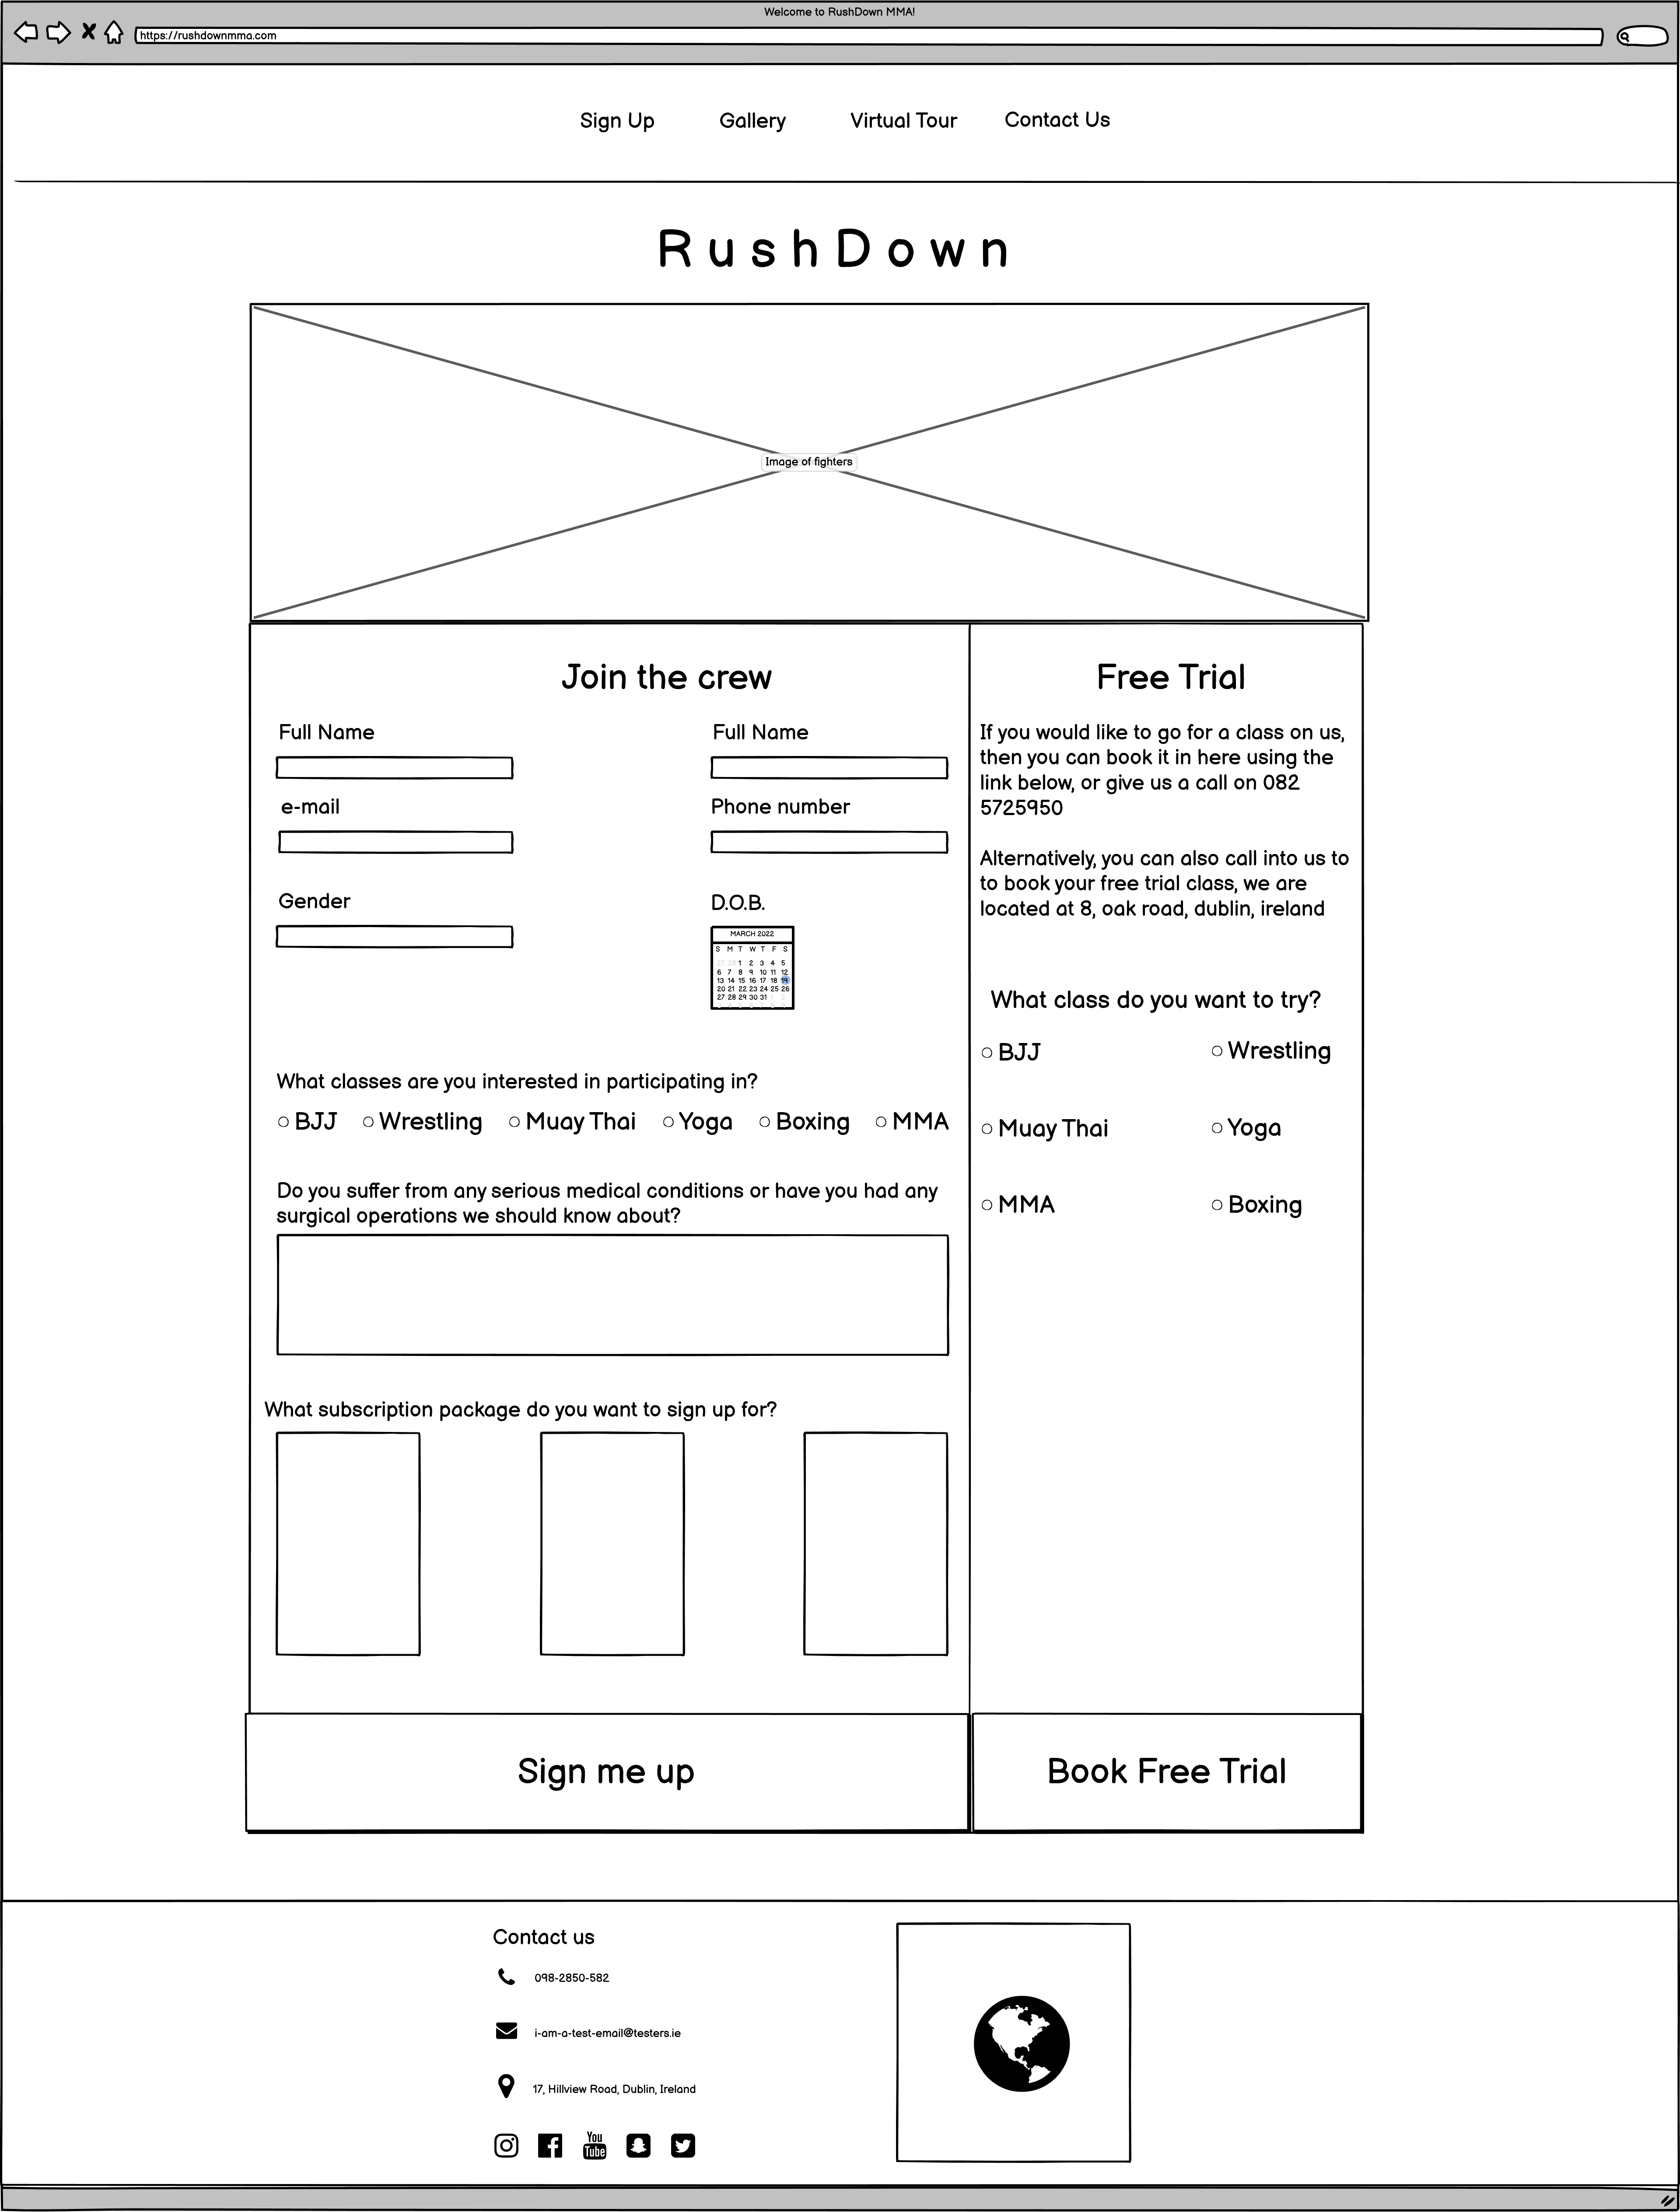 Welcome to RushDown MMA!
https://rushdownmma.com
Sign Up Gallery Virtual Tour Contact Us
RushDown
Image of fighters
Join the crew
Full Name Full Name
e-mail Phone number
Gender D.O.B.
MARCH 2022
S M T W T F S
27 28 1 2 3 4 5
6 7 8 9 10 11 12
13 14 15 16 17 18 19
20 21 22 23 24 25 26
27 28 29 30 31
What classes are you interested in participating in?
BJJ Wrestling Muay Thai Yoga Boxing MMA
Do you suffer from any serious medical conditions or have you had any
surgical operations we should know about?
What subscription package do you want to sign up for?
Sign me up
Free Trial
If you would like to go for a class on us,
then you can book it in here using the
link below, or give us a call on 082
5725950
Alternatively, you can also call into us to
to book your free trial class, we are
located at 8, oak road, dublin, ireland
What class do you want to try?
BJJ Wrestling
Muay Thai Yoga
MMA Boxing
Book Free Trial
Contact us
098-2850-582
i-am-a-test-email@testers.ie
17, Hillview Road, Dublin, Ireland
You
Tube